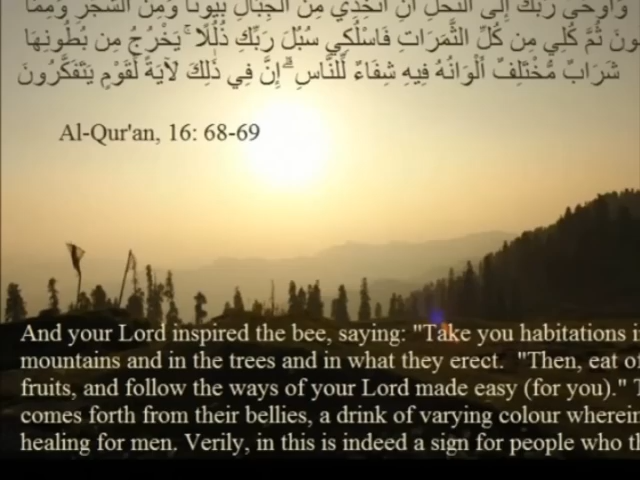 وَأَوْحَىٰ رَبُّكَ إِلَى النَّحْلِ أَنِ اتَّخِذِي مِنَ الْجِبَالِ بُيُوتًا وَمِنَ الشَّجَرِ وَمِمَّا
ثُمَّ كُلِي مِن كُلِّ الثَّمَرَاتِ فَاسْلُكِي سُبُلَ رَبِّكِ ذُلُلًا ۚ يَخْرُجُ مِن بُطُونِهَا
شَرَابٌ مُّخْتَلِفٌ أَلْوَانُهُ فِيهِ شِفَاءٌ لِّلنَّاسِ ۗ إِنَّ فِي ذَٰلِكَ لَآيَةً لِّقَوْمٍ يَتَفَكَّرُونَ
Al-Qur'an, 16: 68-69
And your Lord inspired the bee, saying: "Take you habitations
mountains and in the trees and in what they erect. "Then, eat of
fruits, and follow the ways of your Lord made easy (for you)."
comes forth from their bellies, a drink of varying colour wherein
healing for men. Verily, in this is indeed a sign for people who